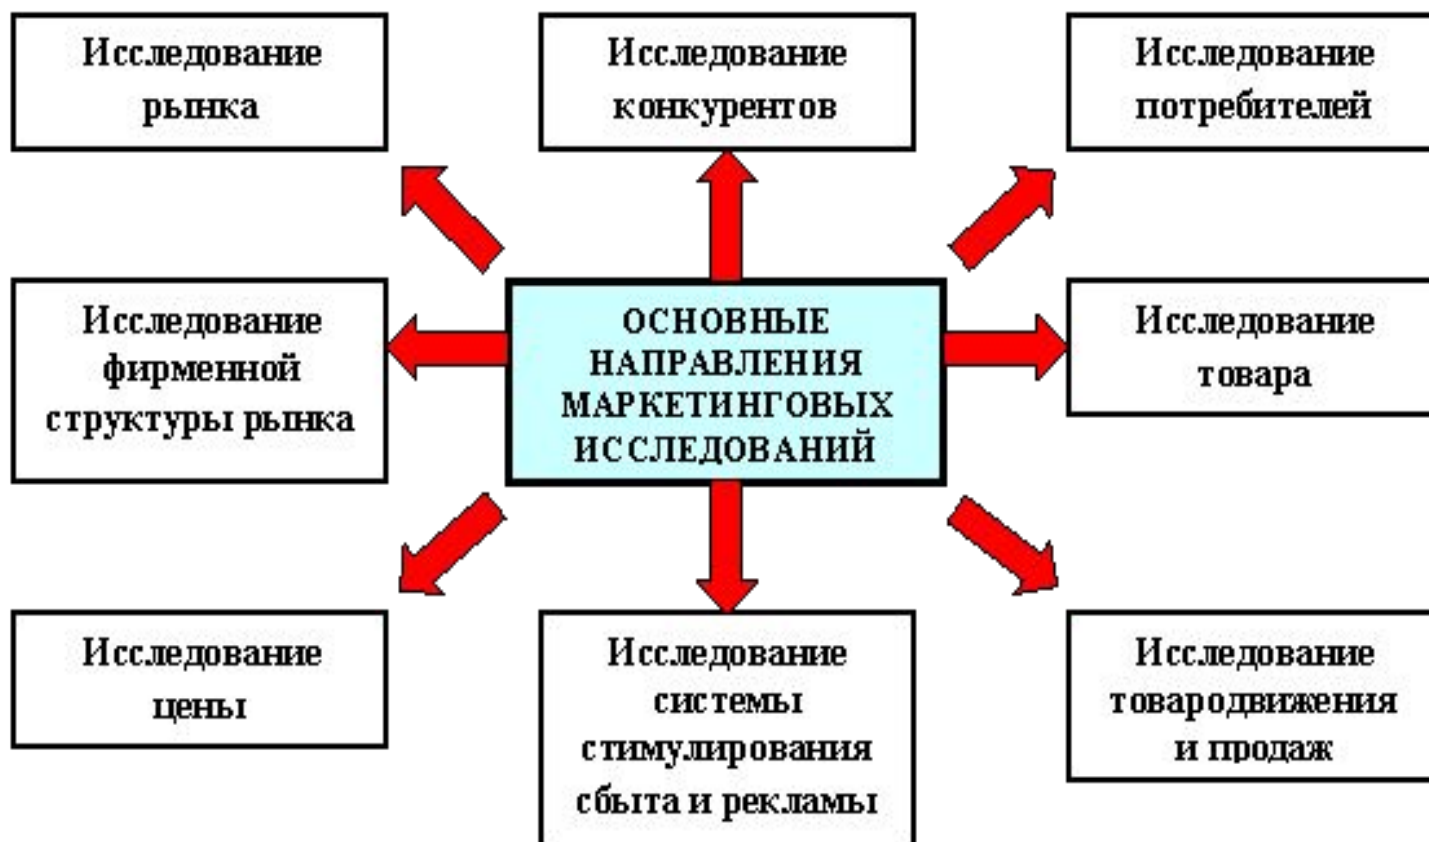 Исследование
рынка
Исследование
конкурентов
Исследование
потребителей
Исследование
фирменной
структуры рынка
ОСНОВНЫЕ
НАПРАВЛЕНИЯ
МАРКЕТИНГОВЫХ
ИССЛЕДОВАНИЙ
Исследование
товара
Исследование
цены
Исследование
системы
стимулирования
сбыта и рекламы
Исследование
товародвижения
и продаж